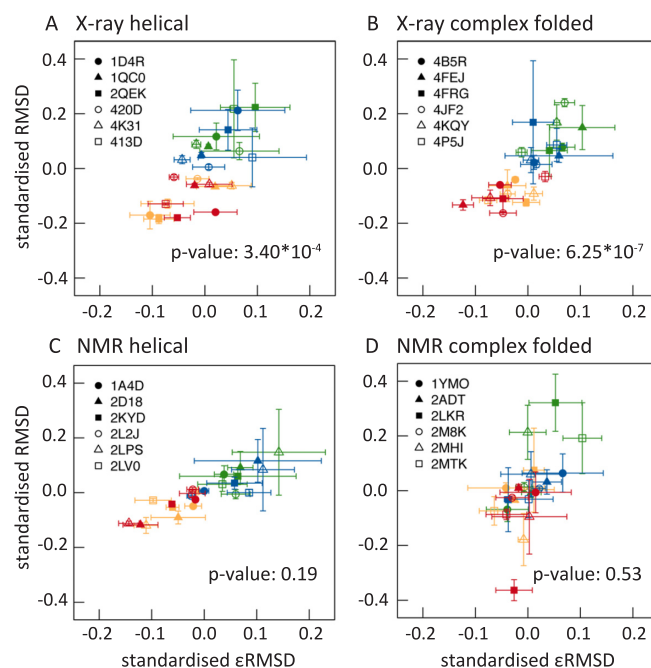 A X-ray helical
1D4R
1QC0
2QEK
420D
4K31
413D
standardised RMSD
0.4
0.2
0.0
-0.2
-0.4
-0.2 -0.1 0.0 0.1 0.2
p-value: 3.40*10-4
B X-ray complex folded
4B5R
4FEJ
4FRG
4JF2
4KQY
4P5J
0.4
0.2
0.0
-0.2
-0.4
-0.2 -0.1 0.0 0.1 0.2
p-value: 6.25*10-7
C NMR helical
1A4D
2D18
2KYD
2L2J
2LPS
2LV0
standardised RMSD
0.4
0.2
0.0
-0.2
-0.4
-0.2 -0.1 0.0 0.1 0.2
standardised εRMSD
p-value: 0.19
D NMR complex folded
1YMO
2ADT
2LKR
2M8K
2MHI
2MTK
0.4
0.2
0.0
-0.2
-0.4
-0.2 -0.1 0.0 0.1 0.2
standardised εRMSD
p-value: 0.53